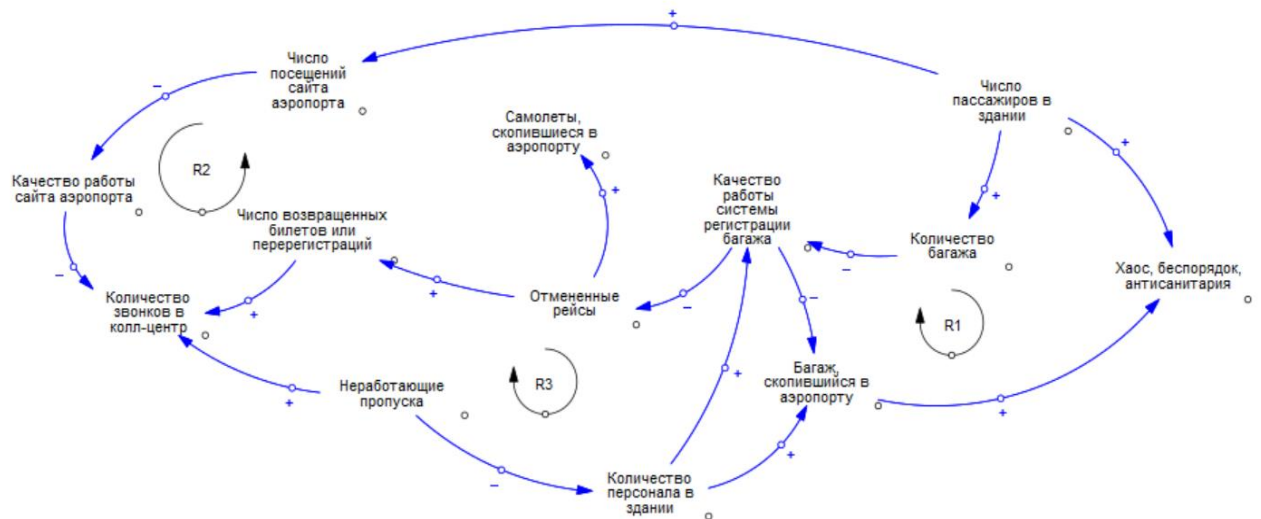 +
Число
посещений
сайта
аэропорта
–
Число
пассажиров в
здании
+
Самолеты,
скопившиеся в
аэропорту
+
R2
Качество работы
сайта аэропорта
Качество
работы
системы
регистрации
багажа
+
Число возвращенных
билетов или
перерегистраций
Количество
багажа
–
Хаос, беспорядок,
антисанитария
–
+
Количество
звонков в
колл-центр
+
Отмененные
рейсы
–
–
R1
+
Неработающие
пропуска
R3
+
Багаж,
скопившийся в
аэропорту
+
–
+
Количество
персонала в
здании